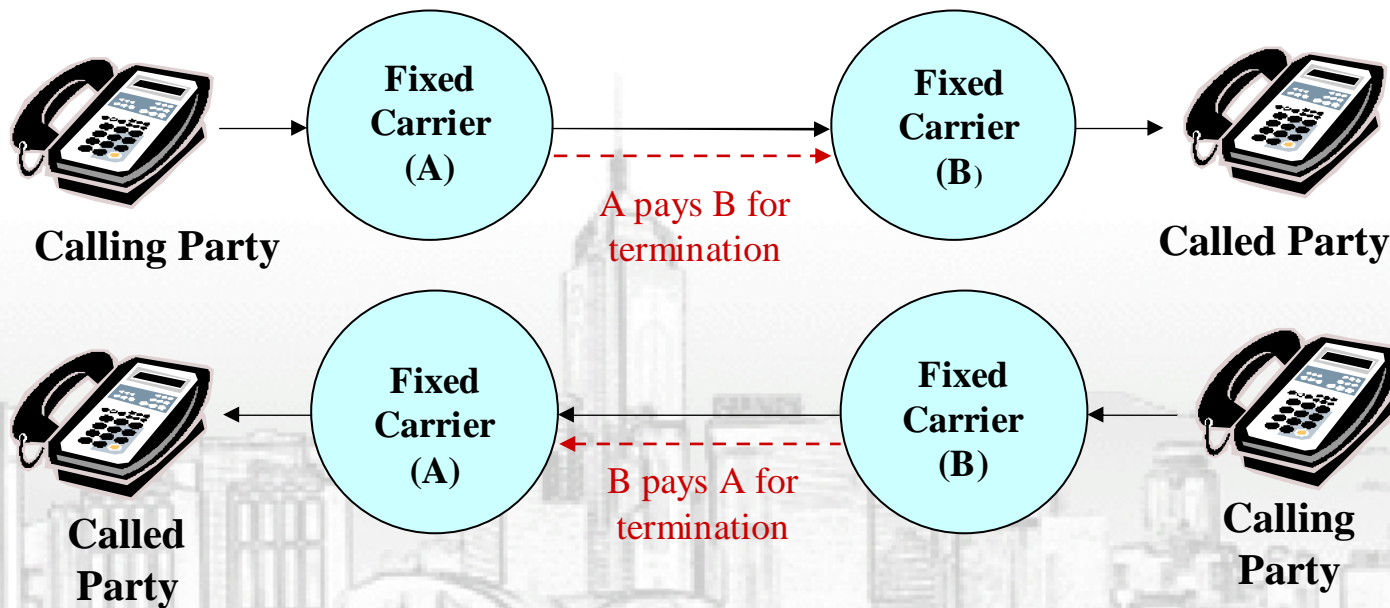 Fixed
Carrier
(A)
Fixed
Carrier
(B)
A pays B for
termination
Calling Party
Called Party
Fixed
Carrier
(A)
Fixed
Carrier
(B)
B pays A for
termination
Called
Party
Calling
Party